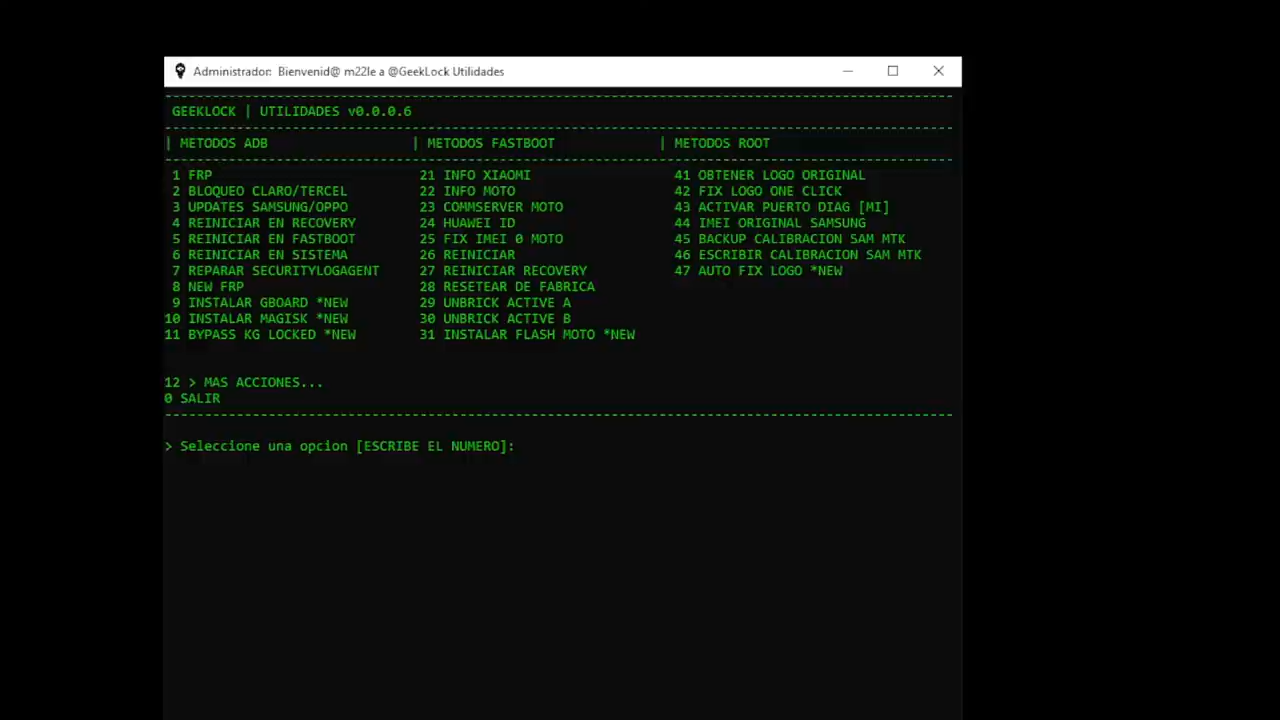 Administrador: Bienvenid@ m22le a @GeekLock Utilidades
GEEKLOCK | UTILIDADES v0.0.0.6
| METODOS ADB | METODOS FASTBOOT | METODOS ROOT
1 FRP 21 INFO XIAOMI 41 OBTENER LOGO ORIGINAL
2 BLOQUEO CLARO/TERCEL 22 INFO MOTO 42 FIX LOGO ONE CLICK
3 UPDATES SAMSUNG/OPPO 23 COMMSERVER MOTO 43 ACTIVAR PUERTO DIAG [MI]
4 REINICIAR EN RECOVERY 24 HUAWEI ID 44 IMEI ORIGINAL SAMSUNG
5 REINICIAR EN FASTBOOT 25 FIX IMEI 0 MOTO 45 BACKUP CALIBRACION SAM MTK
6 REINICIAR EN SISTEMA 26 REINICIAR 46 ESCRIBIR CALIBRACION SAM MTK
7 REPARAR SECURITYLOGAGENT 27 REINICIAR RECOVERY 47 AUTO FIX LOGO *NEW
8 NEW FRP 28 RESETEAR DE FABRICA
9 INSTALAR GBOARD *NEW 29 UNBRICK ACTIVE A
10 INSTALAR MAGISK *NEW 30 UNBRICK ACTIVE B
11 BYPASS KG LOCKED *NEW 31 INSTALAR FLASH MOTO *NEW
12 > MAS ACCIONES...
0 SALIR
> Seleccione una opcion [ESCRIBE EL NUMERO]: